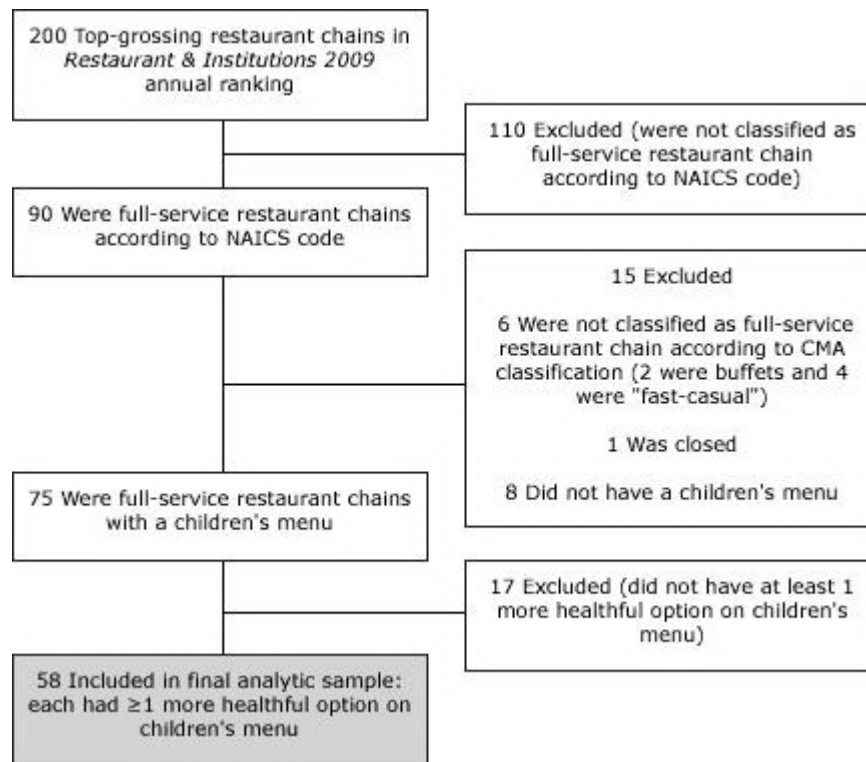 200 Top-grossing restaurant chains in
Restaurant & Institutions 2009
annual ranking
110 Excluded (were not classified as
full-service restaurant chain
according to NAICS code)
90 Were full-service restaurant chains
according to NAICS code
15 Excluded
6 Were not classified as full-service
restaurant chain according to CMA
classification (2 were buffets and 4
were "fast-casual")
1 Was closed
8 Did not have a children's menu
75 Were full-service restaurant chains
with a children's menu
17 Excluded (did not have at least 1
more healthful option on children's
menu)
58 Included in final analytic sample:
each had ≥1 more healthful option on
children's menu